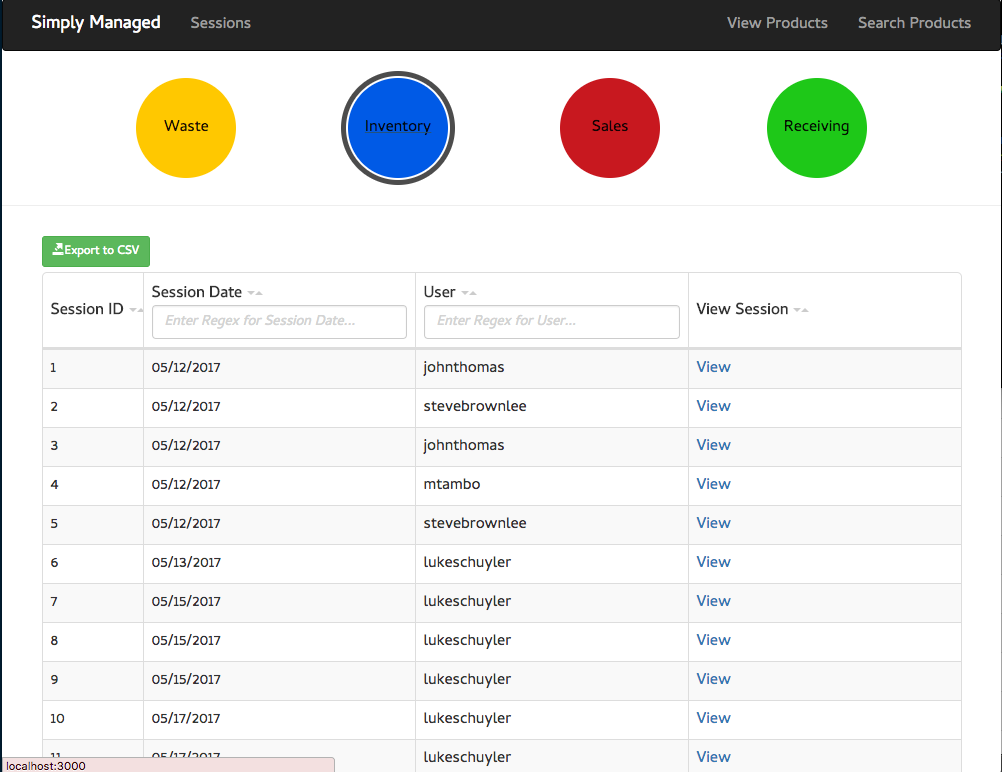 Simply Managed Sessions View Products Search Products
Waste Inventory Sales Receiving
Export to CSV
Session ID Session Date User View Session
Enter Regex for Session Date... Enter Regex for User...
1 05/12/2017 johnthomas View
2 05/12/2017 stevebrownlee View
3 05/12/2017 johnthomas View
4 05/12/2017 mtambo View
5 05/12/2017 stevebrownlee View
6 05/13/2017 lukeschuyler View
7 05/15/2017 lukeschuyler View
8 05/15/2017 lukeschuyler View
9 05/15/2017 lukeschuyler View
10 05/17/2017 lukeschuyler View
11 05/17/2017 lukeschuyler View
localhost:3000